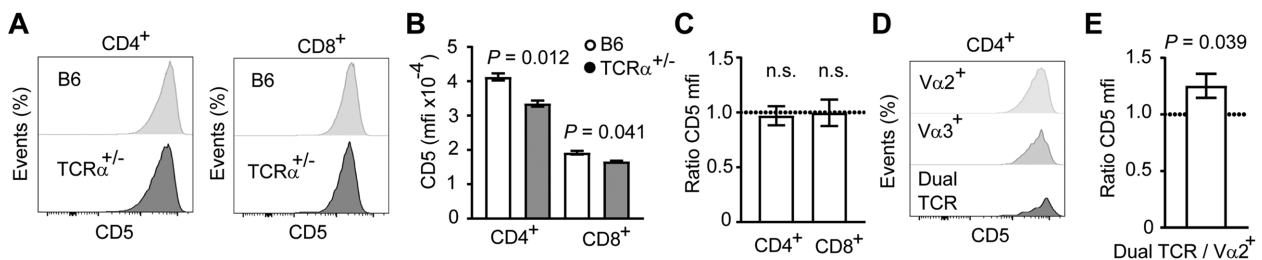 A
CD4⁺
B6
TCRα⁺/⁻
Events (%)
CD5
CD8⁺
B6
TCRα⁺/⁻
Events (%)
CD5
B
CD5 (mfi x10⁻⁴)
5
4
3
2
1
0
P = 0.012
P = 0.041
B6
TCRα⁺/⁻
CD4⁺
CD8⁺
C
Ratio CD5 mfi
1.5
1.0
0.5
0
n.s.
n.s.
CD4⁺
CD8⁺
D
CD4⁺
Events (%)
Vα2⁺
Vα3⁺
Dual
TCR
CD5
E
P = 0.039
Ratio CD5 mfi
1.5
1.0
0.5
0
Dual TCR / Vα2⁺